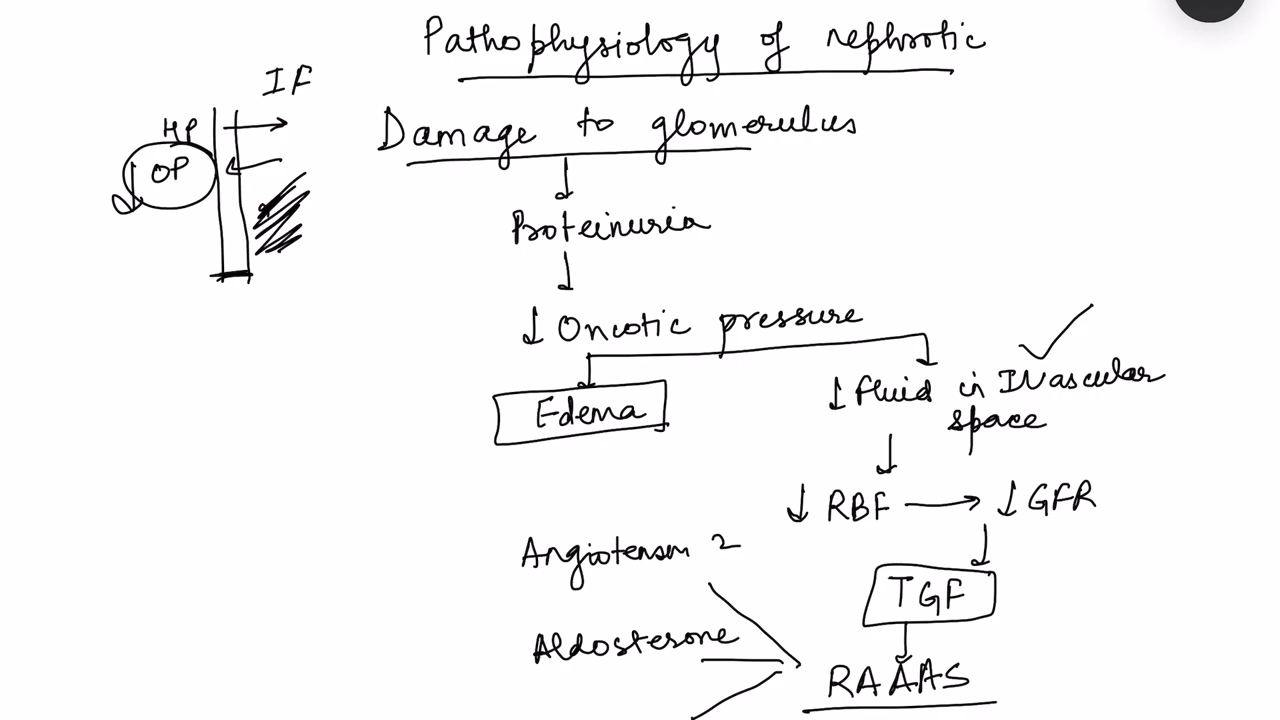 Pathophysiology of nephrotic
IF
HP
OP
Damage to glomerulus
Proteinuria
↓ Oncotic pressure
Edema
↓ Fluid in IVascular
space
↓ RBF → ↓ GFR
Angiotensin 2
TGF
Aldosterone
RAAAS